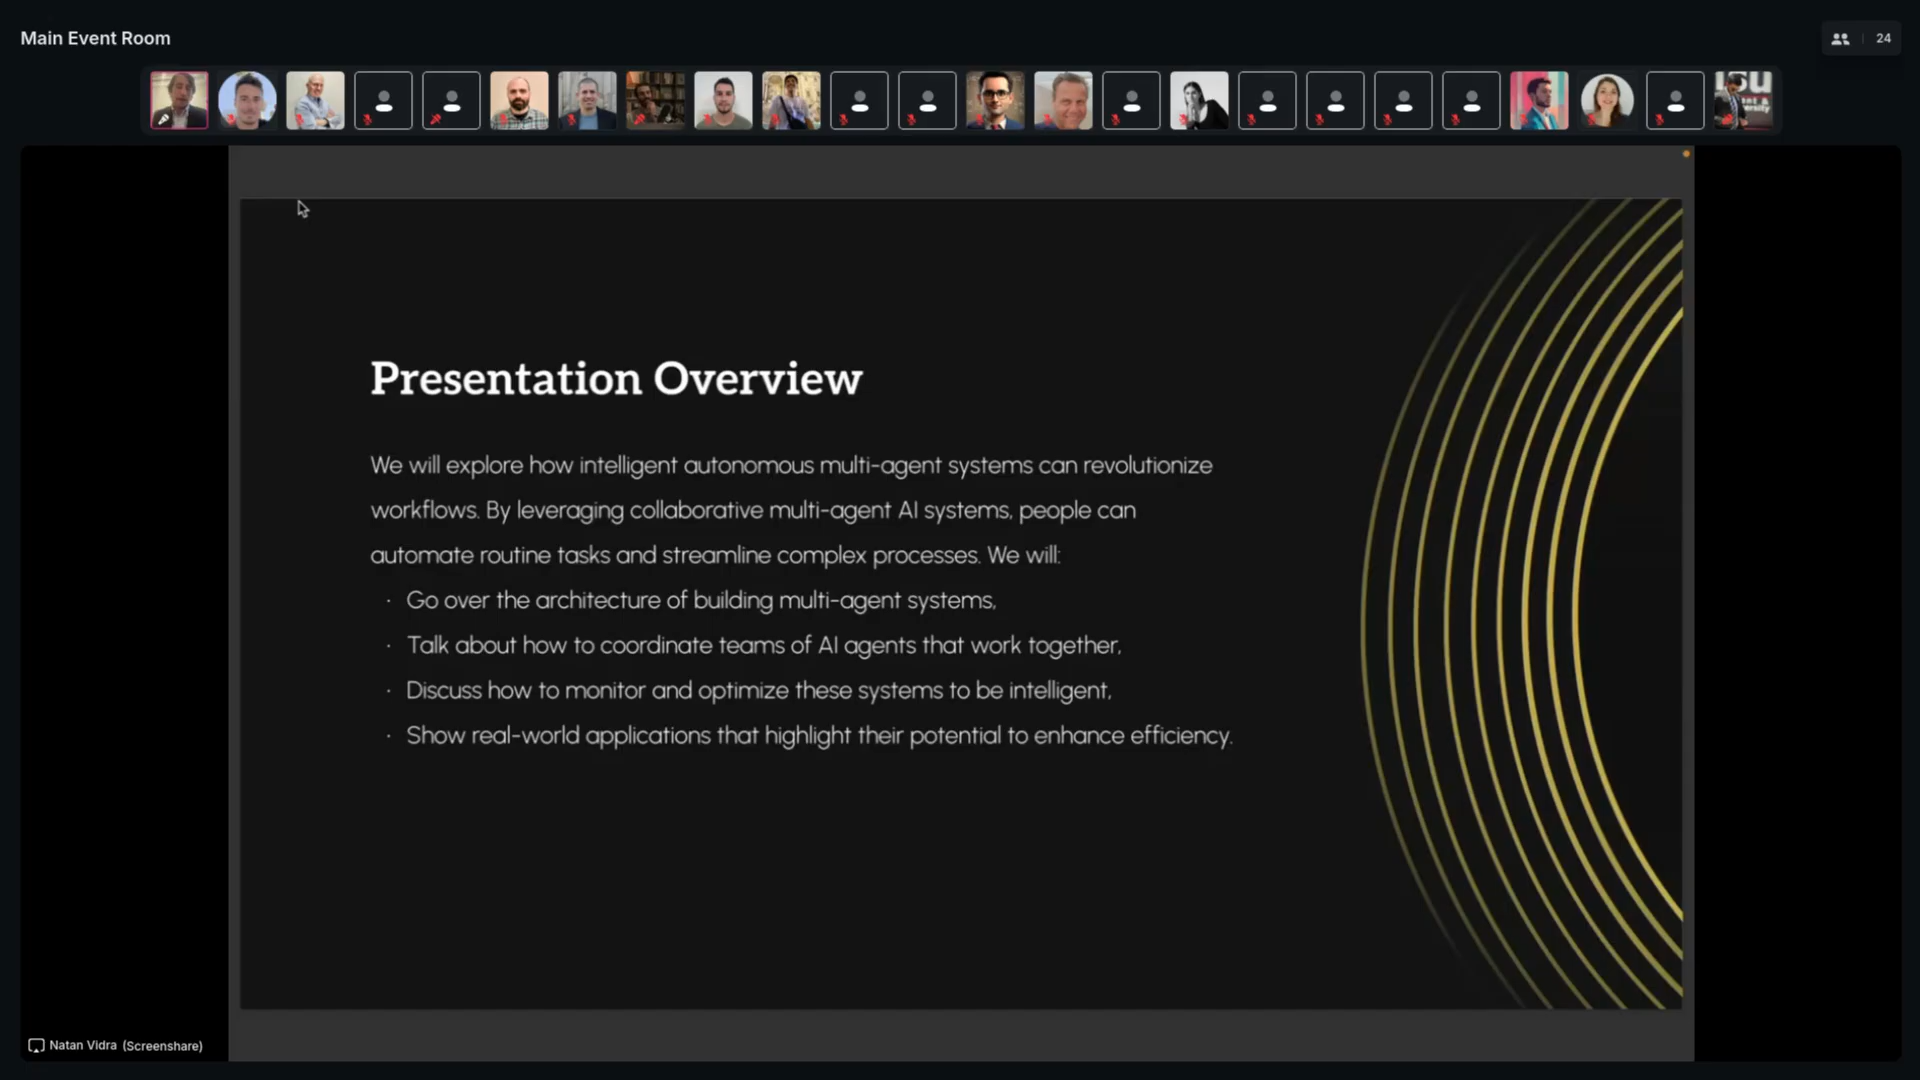 Main Event Room
24
Presentation Overview
We will explore how intelligent autonomous multi-agent systems can revolutionize
workflows. By leveraging collaborative multi-agent AI systems, people can
automate routine tasks and streamline complex processes. We will:
· Go over the architecture of building multi-agent systems,
· Talk about how to coordinate teams of AI agents that work together,
· Discuss how to monitor and optimize these systems to be intelligent,
· Show real-world applications that highlight their potential to enhance efficiency.
Natan Vidra (Screenshare)